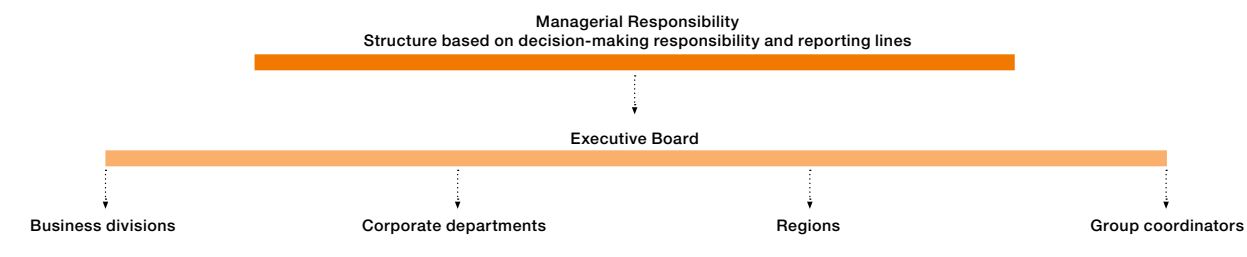 Managerial Responsibility
Structure based on decision-making responsibility and reporting lines
Executive Board
Business divisions
Corporate departments
Regions
Group coordinators